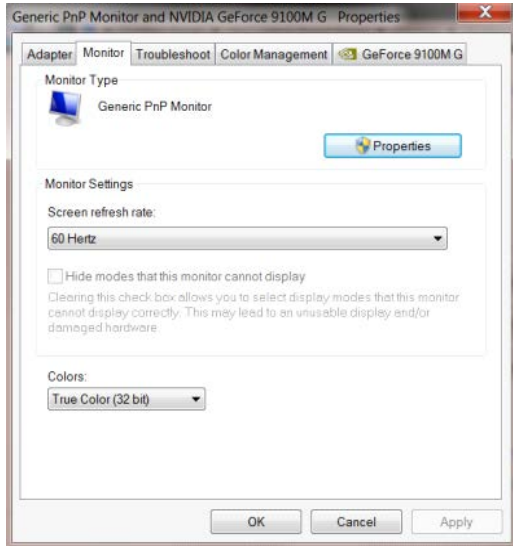 Generic PnP Monitor and NVIDIA GeForce 9100M G Properties
X
Adapter Monitor Troubleshoot Color Management GeForce 9100M G
Monitor Type
Generic PnP Monitor
Properties
Monitor Settings
Screen refresh rate:
60 Hertz
Hide modes that this monitor cannot display
Clearing this check box allows you to select display modes that this monitor
cannot display correctly. This may lead to an unusable display and/or
damaged hardware.
Colors:
True Color (32 bit)
OK Cancel Apply